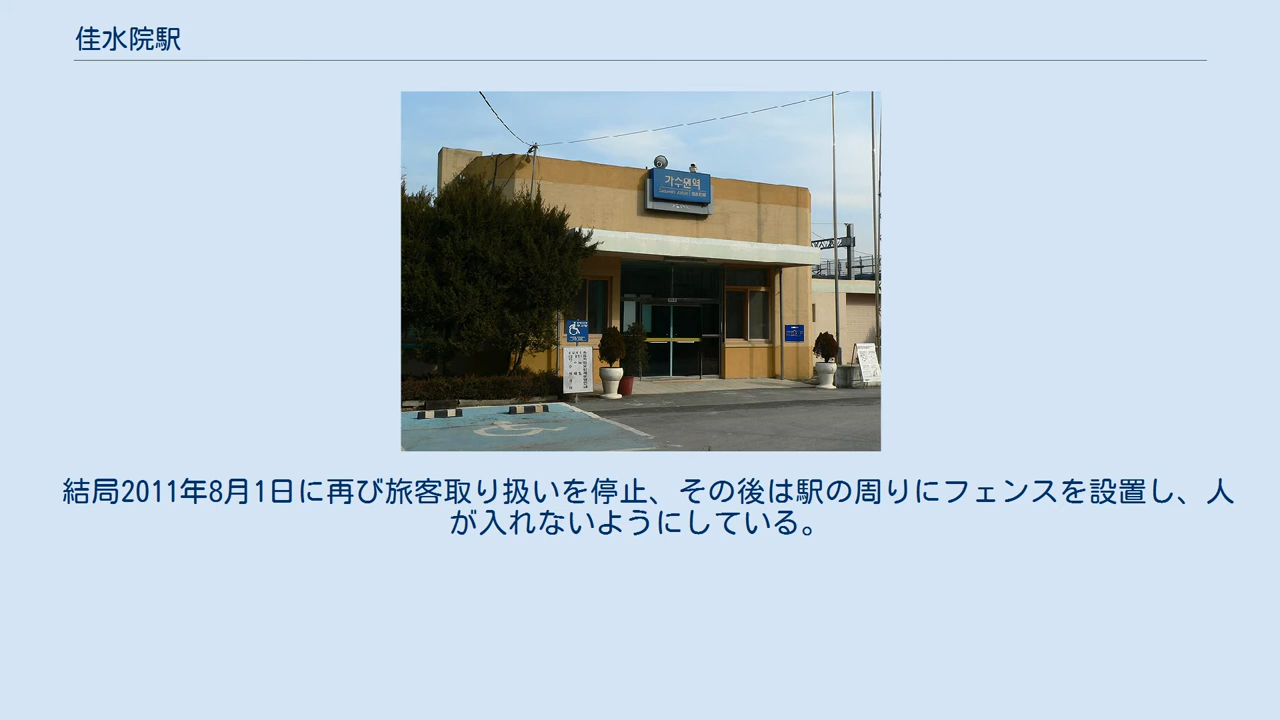 佳水院駅
가수원역
結局2011年8月1日に再び旅客取り扱いを停止、その後は駅の周りにフェンスを設置し、人
が入れないようにしている。